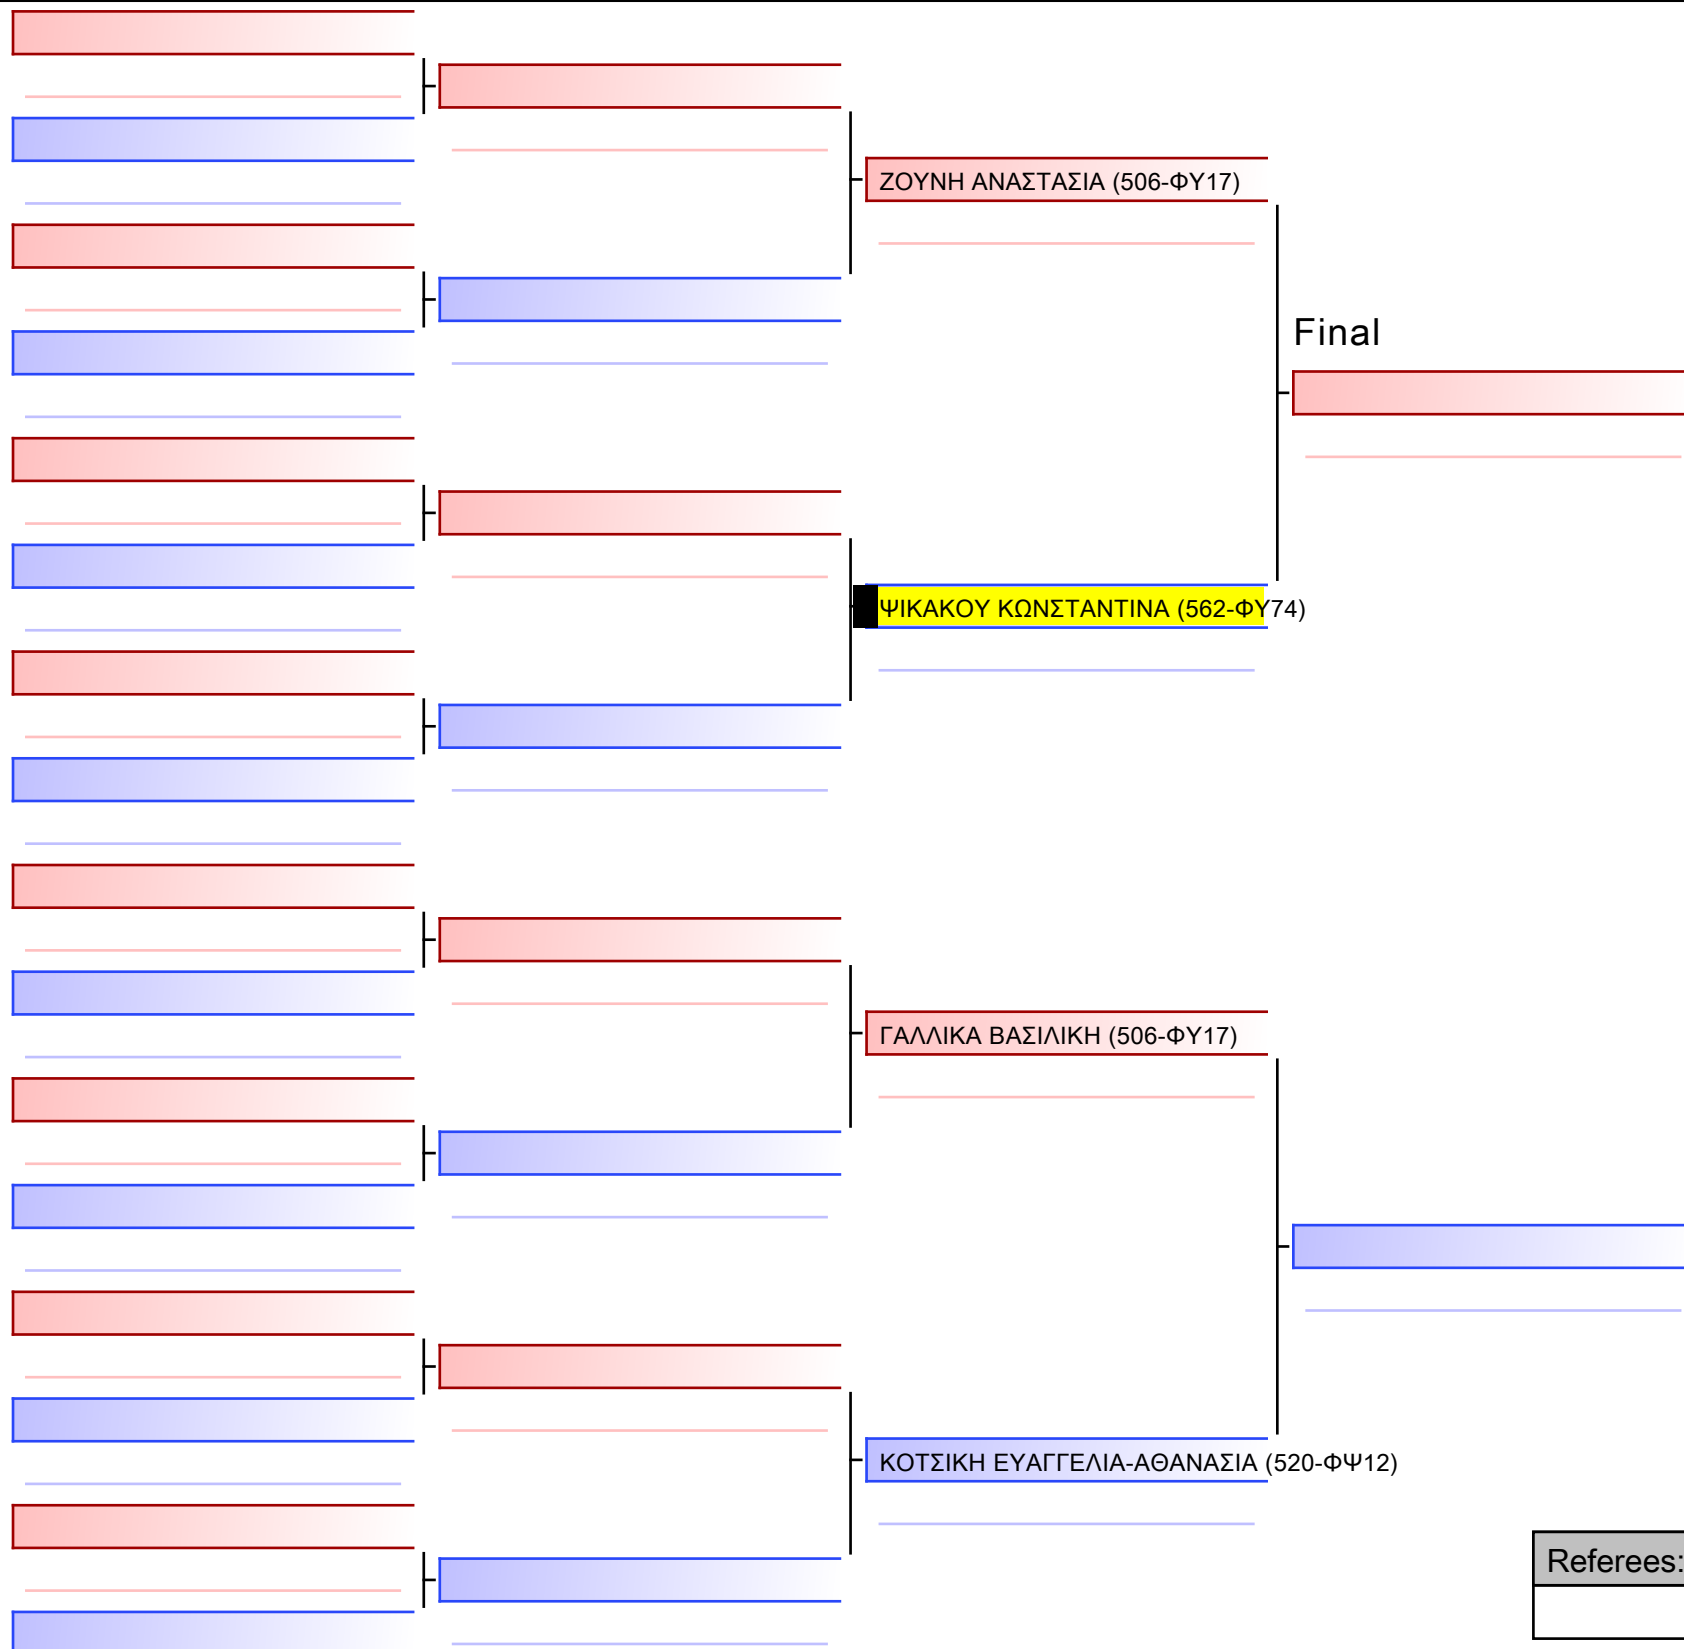 ΖΟΥΝΗ ΑΝΑΣΤΑΣΙΑ (506-ΦΥ17)
Final
ΨΙΚΑΚΟΥ ΚΩΝΣΤΑΝΤΙΝΑ (562-ΦΥ74)
ΓΑΛΛΙΚΑ ΒΑΣΙΛΙΚΗ (506-ΦΥ17)
ΚΟΤΣΙΚΗ ΕΥΑΓΓΕΛΙΑ-ΑΘΑΝΑΣΙΑ (520-ΦΨ12)
Referees: